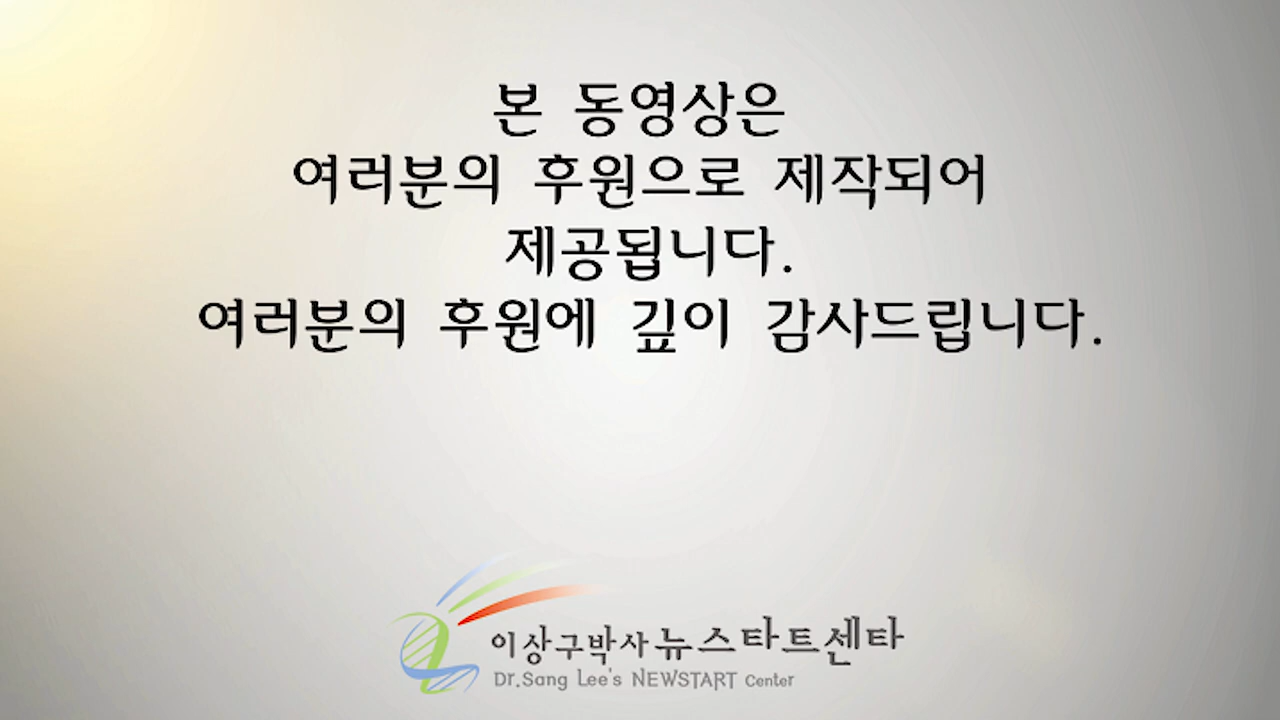 본 동영상은
여러분의 후원으로 제작되어
제공됩니다.
여러분의 후원에 깊이 감사드립니다.
이상구박사 뉴스타트센타
Dr.Sang Lee's NEWSTART Center